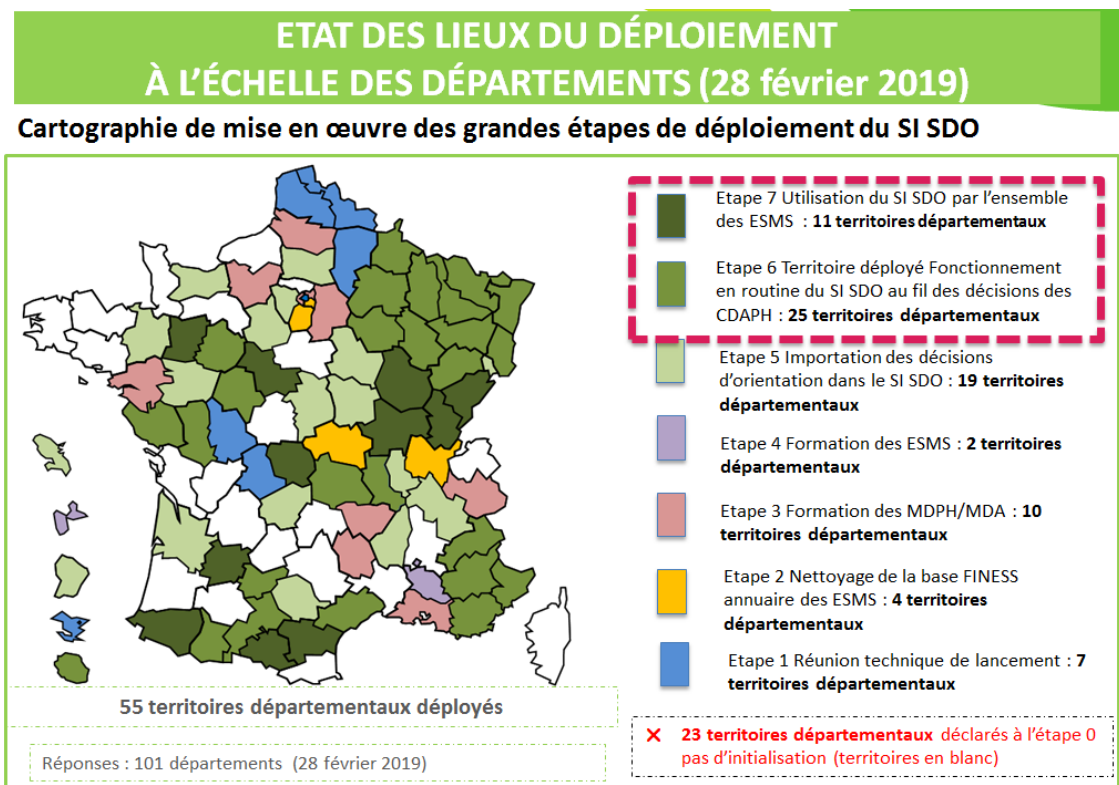 ETAT DES LIEUX DU DÉPLOIEMENT
À L'ÉCHELLE DES DÉPARTEMENTS (28 février 2019)
Cartographie de mise en œuvre des grandes étapes de déploiement du SI SDO
Etape 7 Utilisation du SI SDO par l'ensemble
des ESMS : 11 territoires départementaux
Etape 6 Territoire déployé Fonctionnement
en routine du SI SDO au fil des décisions des
CDAPH : 25 territoires départementaux
Etape 5 Importation des décisions
d'orientation dans le SI SDO : 19 territoires
départementaux
Etape 4 Formation des ESMS : 2 territoires
départementaux
Etape 3 Formation des MDPH/MDA : 10
territoires départementaux
Etape 2 Nettoyage de la base FINESS
annuaire des ESMS : 4 territoires
départementaux
Etape 1 Réunion technique de lancement : 7
territoires départementaux
55 territoires départementaux déployés
Réponses : 101 départements (28 février 2019)
✕ 23 territoires départementaux déclarés à l'étape 0
pas d'initialisation (territoires en blanc)